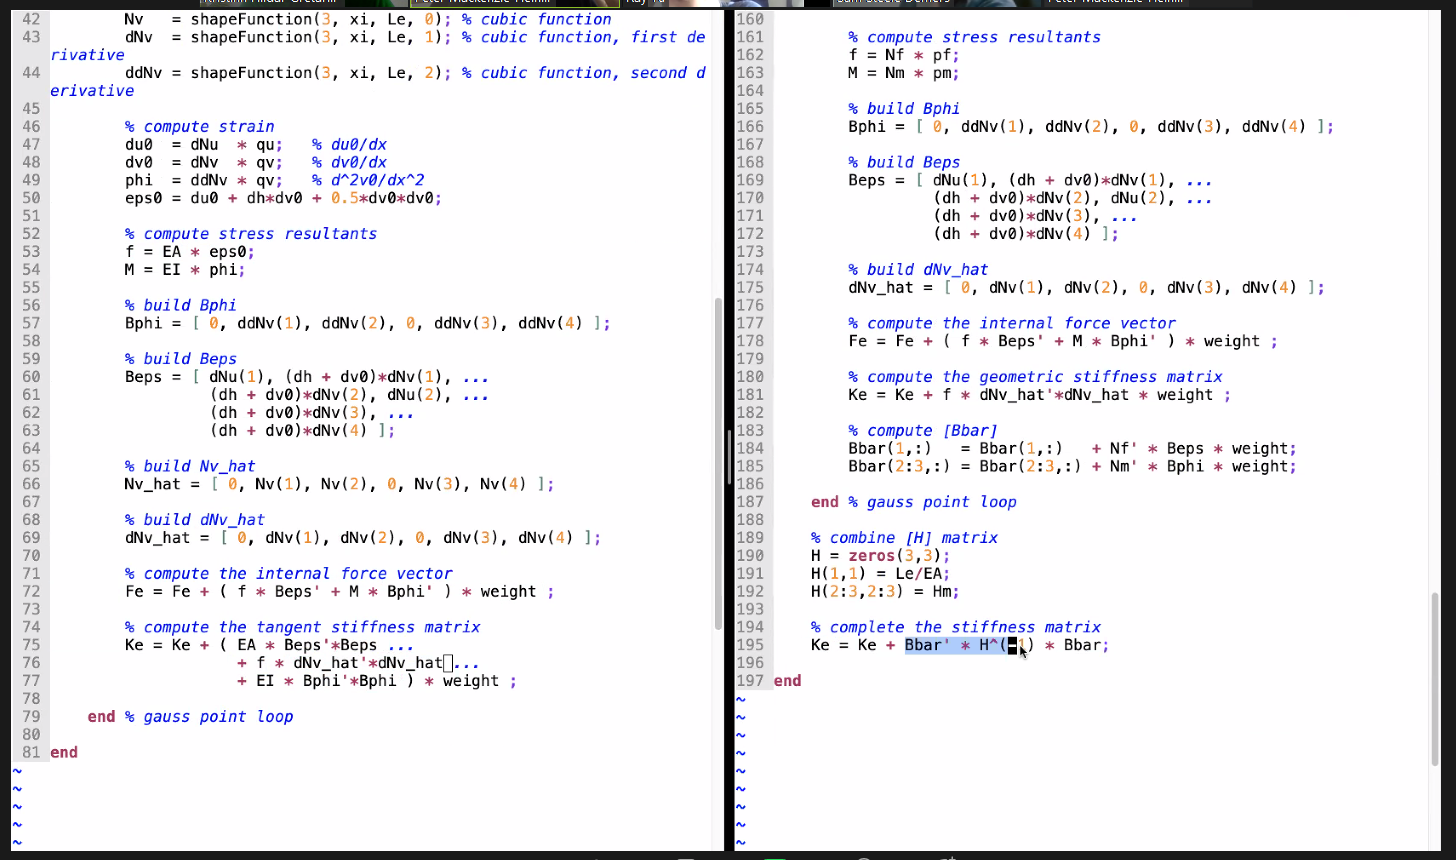 42 Nv = shapeFunction(3, xi, Le, 0); % cubic function
43 dNv = shapeFunction(3, xi, Le, 1); % cubic function, first de
rivative
44 ddNv = shapeFunction(3, xi, Le, 2); % cubic function, second d
erivative
45
46 % compute strain
47 du0 = dNu * qu; % du0/dx
48 dv0 = dNv * qv; % dv0/dx
49 phi = ddNv * qv; % d^2v0/dx^2
50 eps0 = du0 + dh*dv0 + 0.5*dv0*dv0;
51
52 % compute stress resultants
53 f = EA * eps0;
54 M = EI * phi;
55
56 % build Bphi
57 Bphi = [ 0, ddNv(1), ddNv(2), 0, ddNv(3), ddNv(4) ];
58
59 % build Beps
60 Beps = [ dNu(1), (dh + dv0)*dNv(1), ...
61 (dh + dv0)*dNv(2), dNu(2), ...
62 (dh + dv0)*dNv(3), ...
63 (dh + dv0)*dNv(4) ];
64
65 % build Nv_hat
66 Nv_hat = [ 0, Nv(1), Nv(2), 0, Nv(3), Nv(4) ];
67
68 % build dNv_hat
69 dNv_hat = [ 0, dNv(1), dNv(2), 0, dNv(3), dNv(4) ];
70
71 % compute the internal force vector
72 Fe = Fe + ( f * Beps' + M * Bphi' ) * weight ;
73
74 % compute the tangent stiffness matrix
75 Ke = Ke + ( EA * Beps'*Beps ...
76 + f * dNv_hat'*dNv_hat ...
77 + EI * Bphi'*Bphi ) * weight ;
78
79 end % gauss point loop
80
81 end
~
~
~
~
~
160
161 % compute stress resultants
162 f = Nf * pf;
163 M = Nm * pm;
164
165 % build Bphi
166 Bphi = [ 0, ddNv(1), ddNv(2), 0, ddNv(3), ddNv(4) ];
167
168 % build Beps
169 Beps = [ dNu(1), (dh + dv0)*dNv(1), ...
170 (dh + dv0)*dNv(2), dNu(2), ...
171 (dh + dv0)*dNv(3), ...
172 (dh + dv0)*dNv(4) ];
173
174 % build dNv_hat
175 dNv_hat = [ 0, dNv(1), dNv(2), 0, dNv(3), dNv(4) ];
176
177 % compute the internal force vector
178 Fe = Fe + ( f * Beps' + M * Bphi' ) * weight ;
179
180 % compute the geometric stiffness matrix
181 Ke = Ke + f * dNv_hat'*dNv_hat * weight ;
182
183 % compute [Bbar]
184 Bbar(1,:) = Bbar(1,:) + Nf' * Beps * weight;
185 Bbar(2:3,:) = Bbar(2:3,:) + Nm' * Bphi * weight;
186
187 end % gauss point loop
188
189 % combine [H] matrix
190 H = zeros(3,3);
191 H(1,1) = Le/EA;
192 H(2:3,2:3) = Hm;
193
194 % complete the stiffness matrix
195 Ke = Ke + Bbar' * H^(-1) * Bbar;
196
197 end
~
~
~
~
~
~
~
~
~